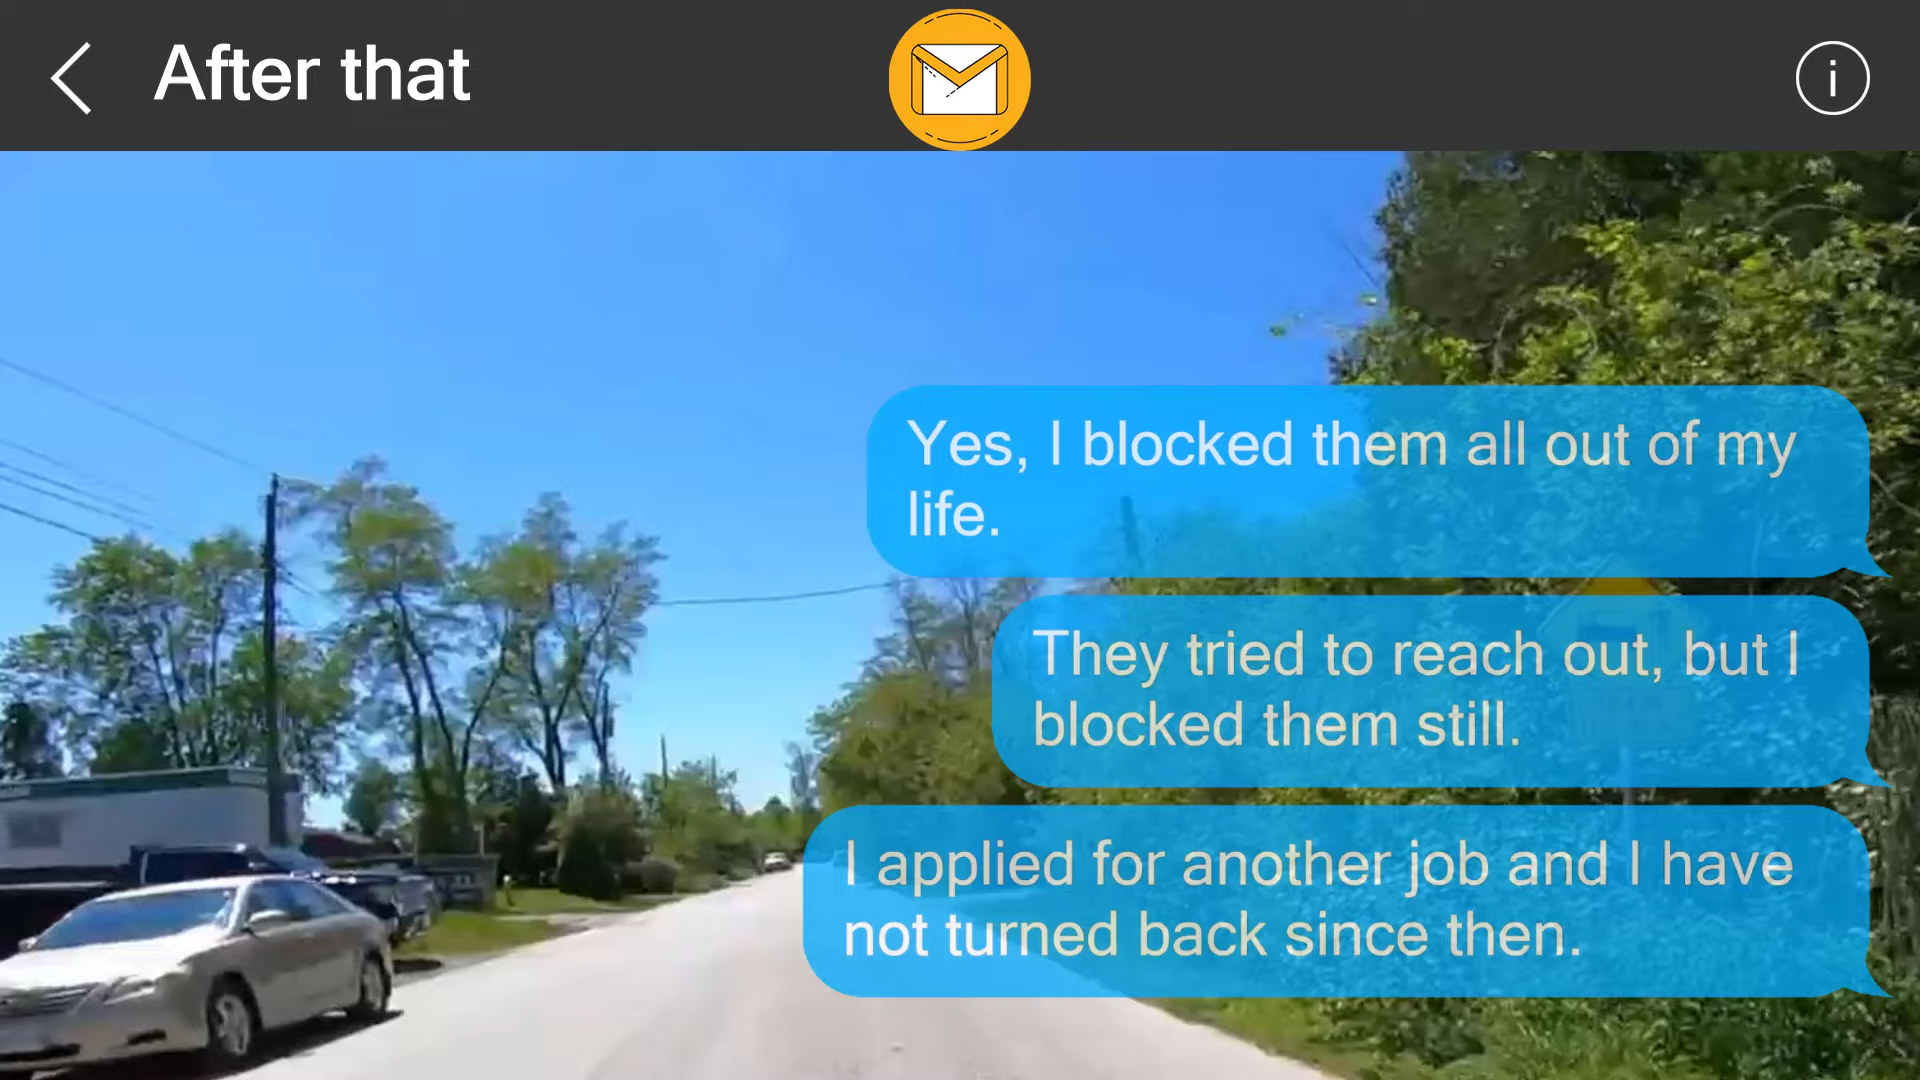 After that
Yes, I blocked them all out of my
life.
They tried to reach out, but I
blocked them still.
I applied for another job and I have
not turned back since then.